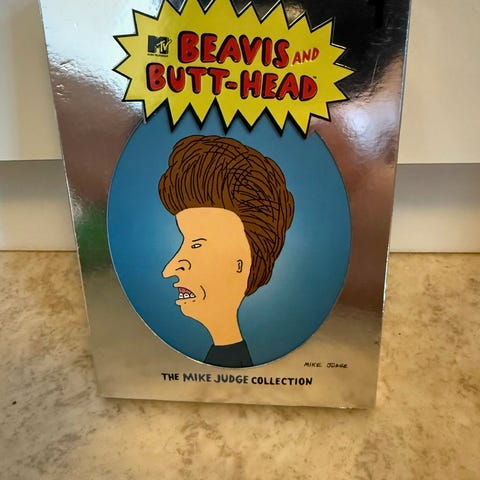 MTV
BEAVIS AND
BUTT-HEAD
MIKE JUDGE
THE MIKE JUDGE COLLECTION